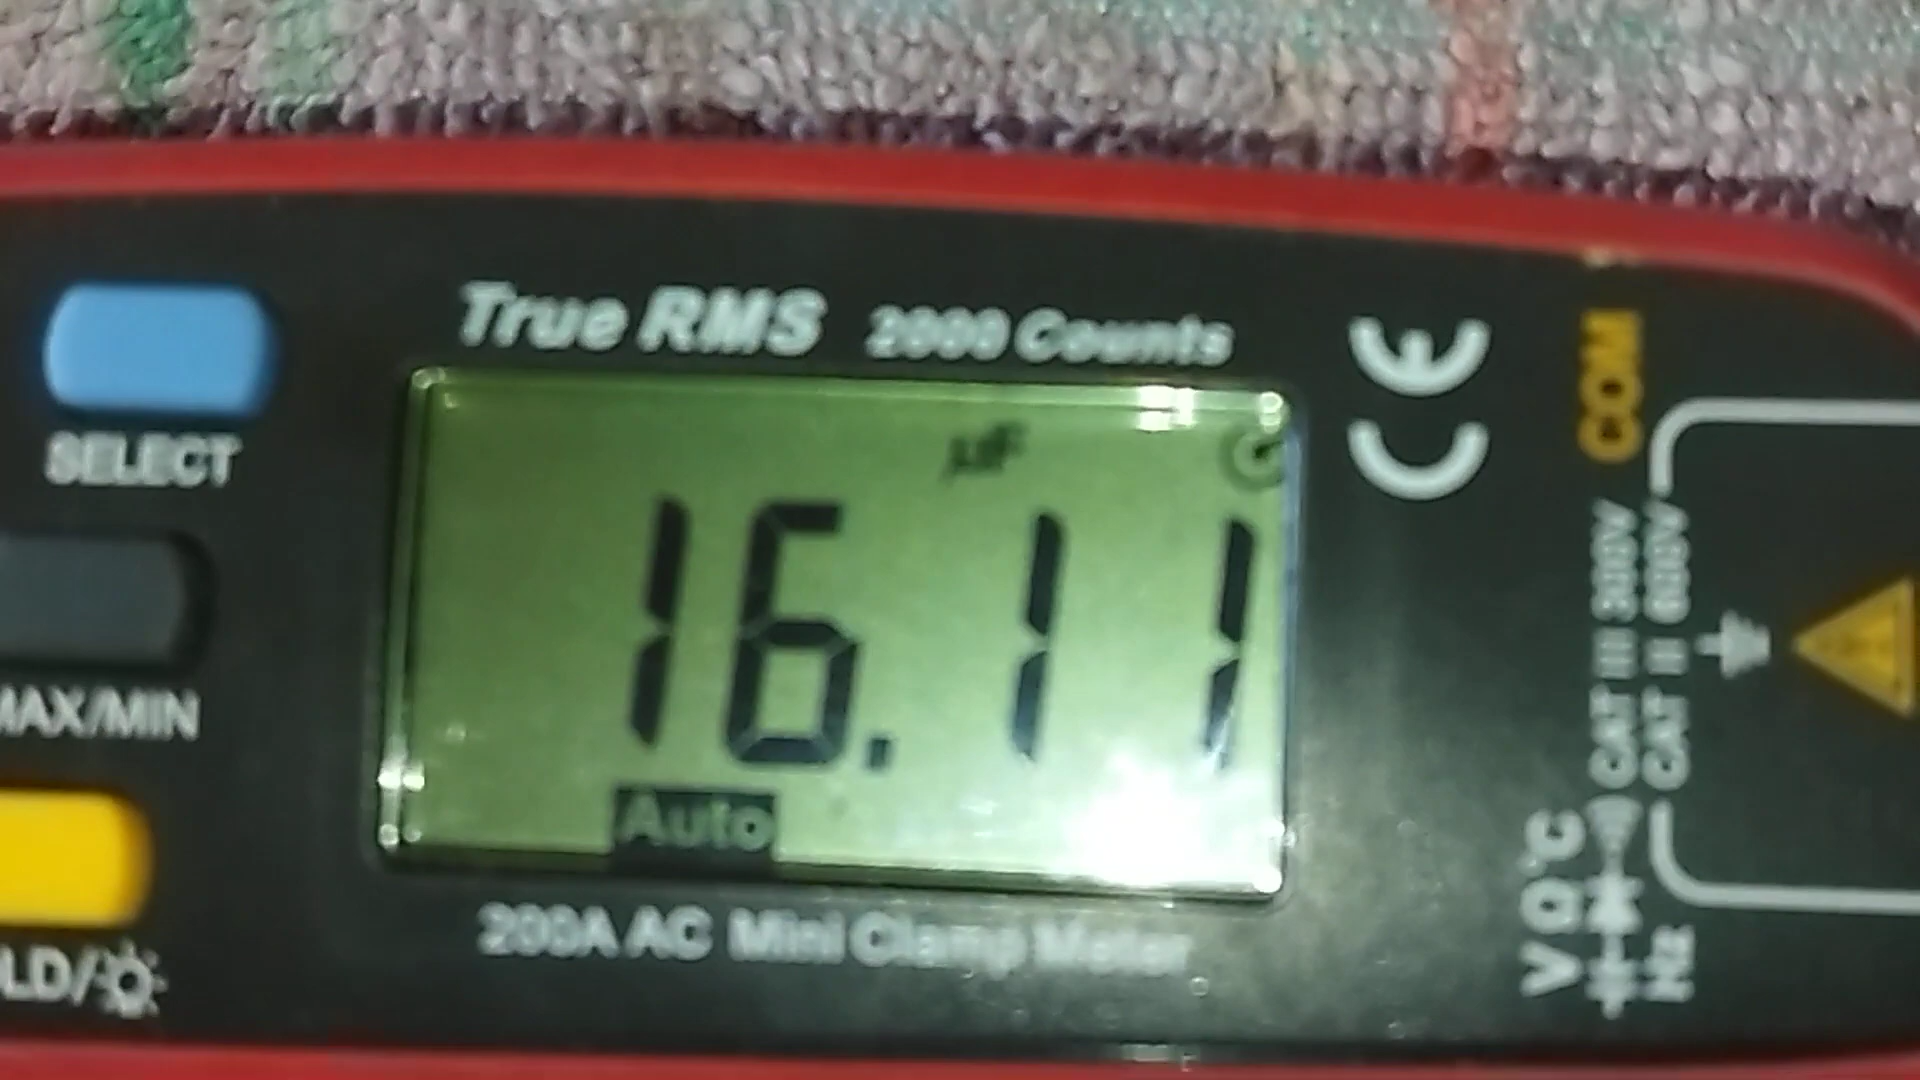 True RMS 2000 Counts
SELECT
µF
16.11
Auto
MAX/MIN
LD/
200A AC Mini Clamp Meter
CE
COM
CAT III 300V
CAT II 600V
V Ω °C
Hz